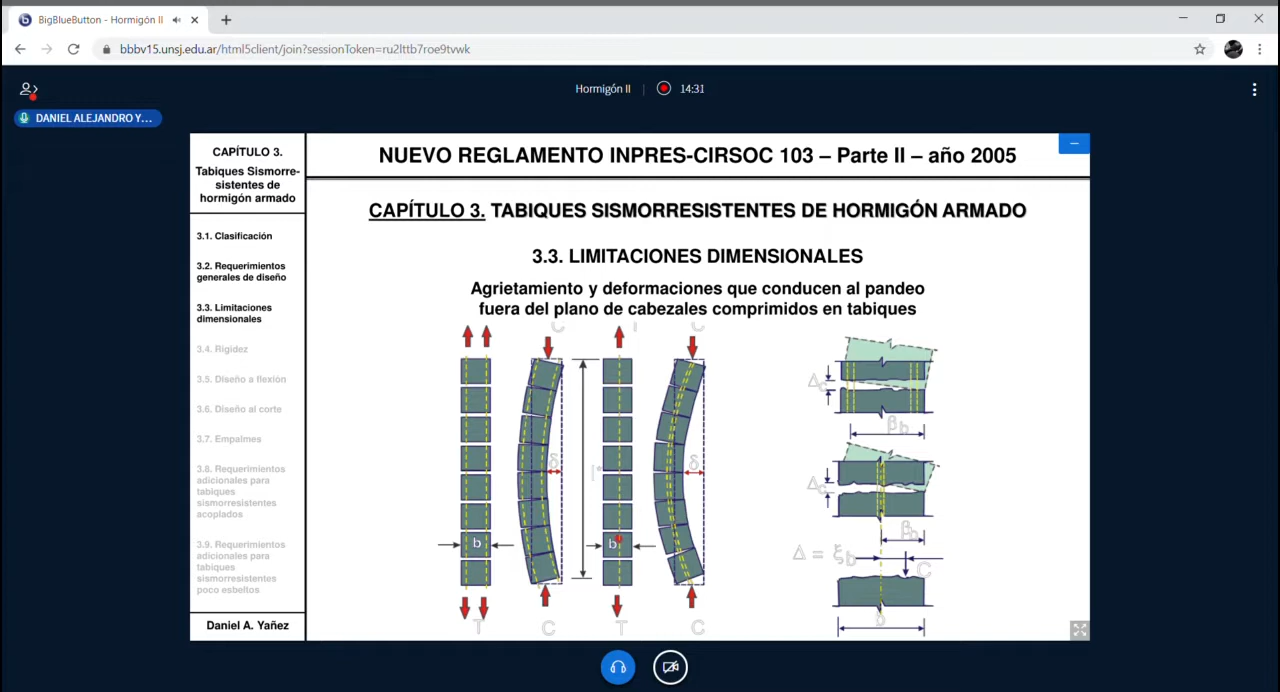 BigBlueButton - Hormigón II
bbbv15.unsj.edu.ar/html5client/join?sessionToken=ru2lttb7roe9tvwk
Hormigón II
14:31
DANIEL ALEJANDRO Y...
CAPÍTULO 3.
Tabiques Sismorre-
sistentes de
hormigón armado
3.1. Clasificación
3.2. Requerimientos
generales de diseño
3.3. Limitaciones
dimensionales
3.4. Rigidez
3.5. Diseño a flexión
3.6. Diseño al corte
3.7. Empalmes
3.8. Requerimientos
adicionales para
tabiques
sismorresistentes
acoplados
3.9. Requerimientos
adicionales para
tabiques
sismorresistentes
poco esbeltos
Daniel A. Yañez
NUEVO REGLAMENTO INPRES-CIRSOC 103 – Parte II – año 2005
CAPÍTULO 3. TABIQUES SISMORRESISTENTES DE HORMIGÓN ARMADO
3.3. LIMITACIONES DIMENSIONALES
Agrietamiento y deformaciones que conducen al pandeo
fuera del plano de cabezales comprimidos en tabiques
C T C
δ l* δ
b b
T C T C
Δc
βb
Δc
βb
Δ = ξb
C
b